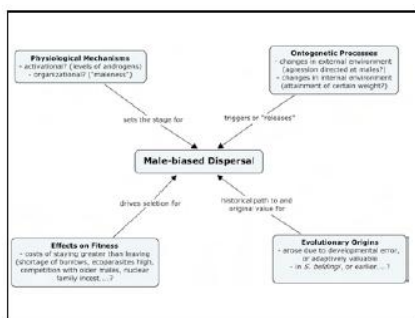 Physiological Mechanisms
- activational? (levels of androgens)
- organizational? ("maleness")
Ontogenetic Processes
- changes in external environment
(agression directed at males?)
- changes in internal environment
(attainment of certain weight?)
sets the stage for
triggers or "releases"
Male-biased Dispersal
drives seletion for
historical path to and
original value for
Effects on Fitness
- costs of staying greater than leaving
(shortage of burrows, ecoparasites high,
competition with older males, nuclear
family incest....?)
Evolutionary Origins
- arose due to developmental error,
or adaptively valuable
- in S. beldingi, or earlier....?